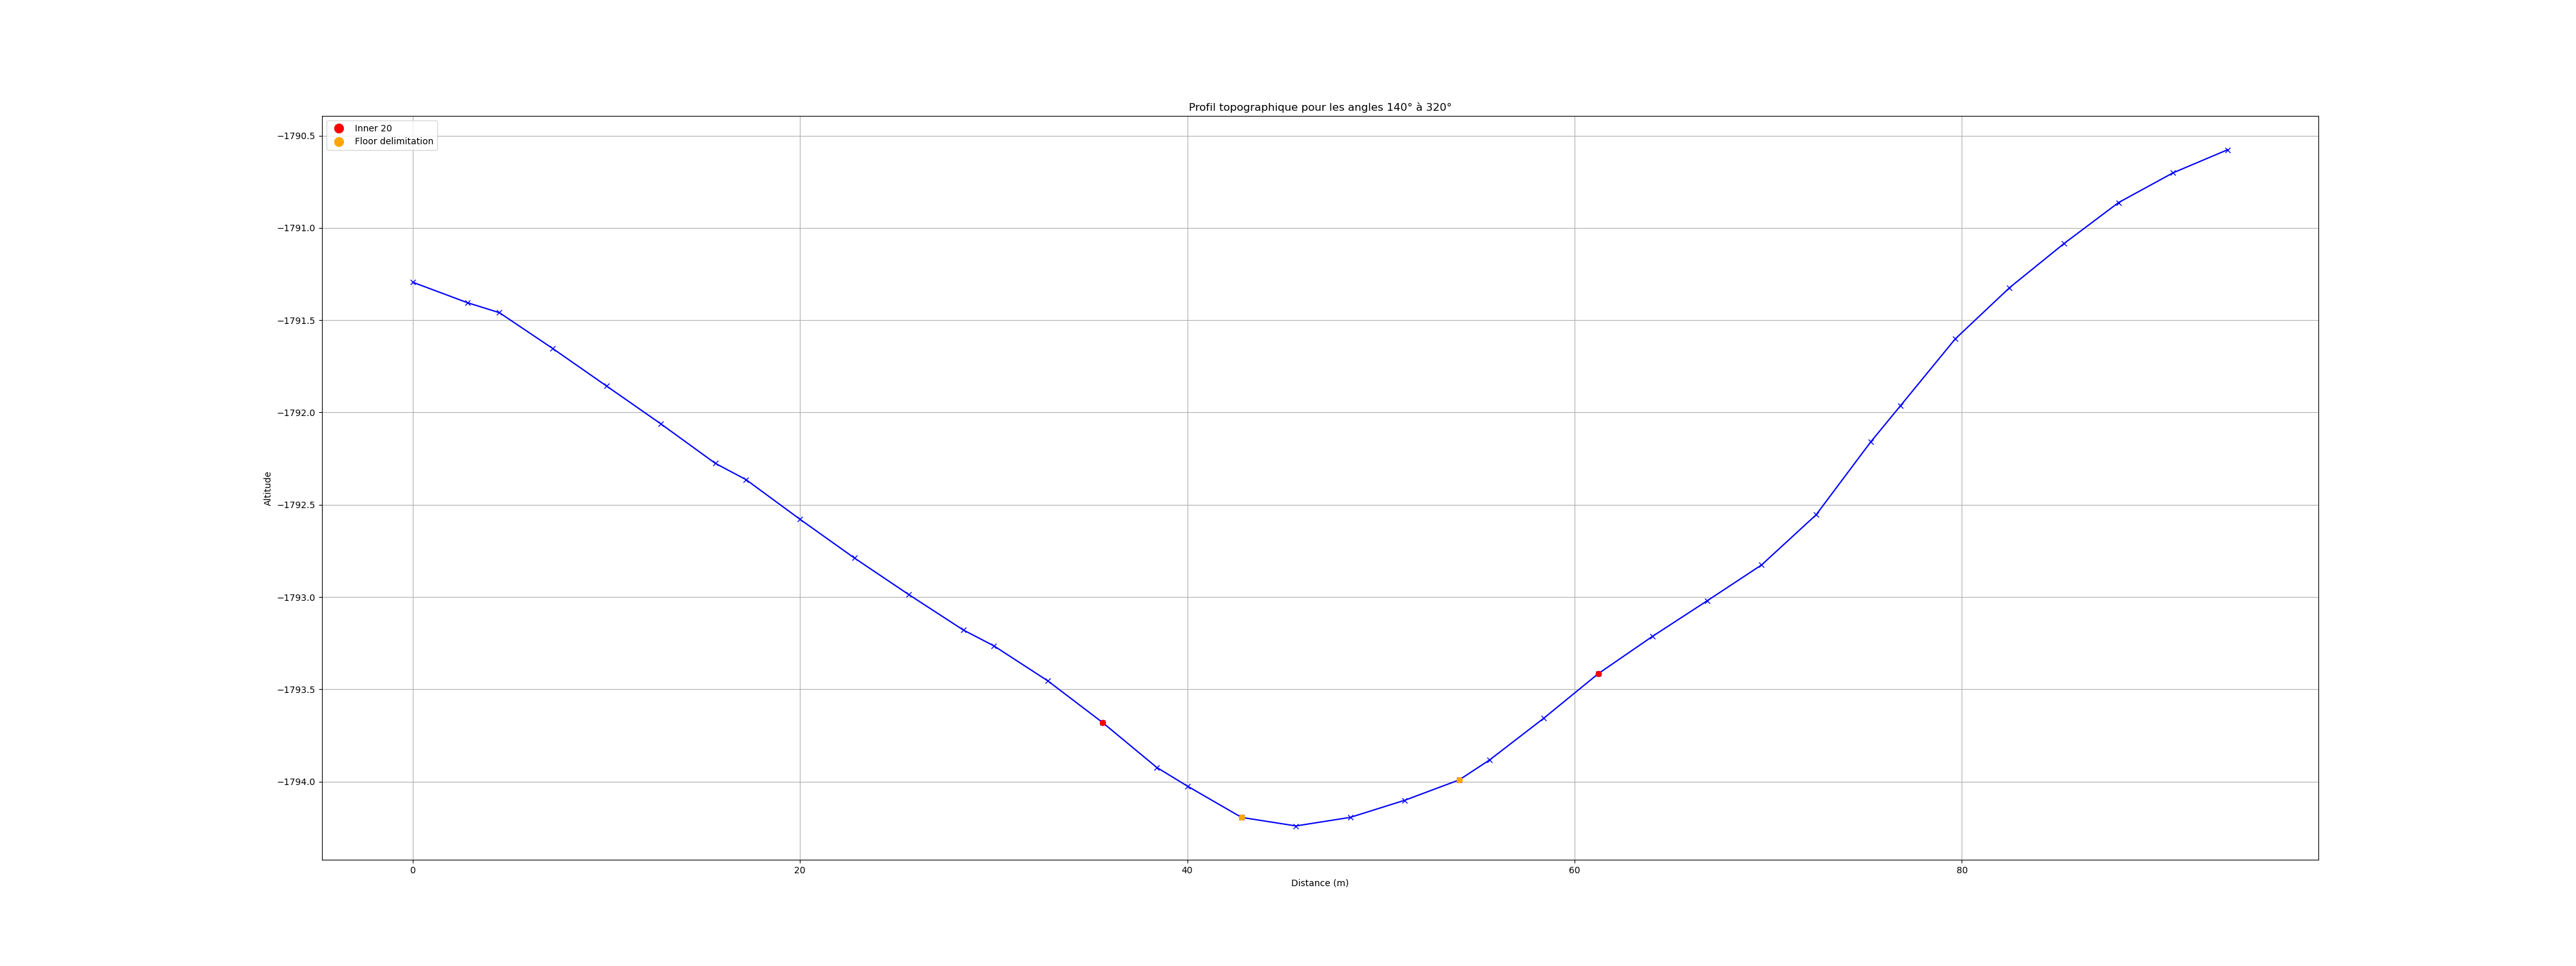 Profil topographique pour les angles 140° à 320°
Inner 20
Floor delimitation
−1790.5
−1791.0
−1791.5
−1792.0
−1792.5
−1793.0
−1793.5
−1794.0
Altitude
0 20 40 60 80
Distance (m)